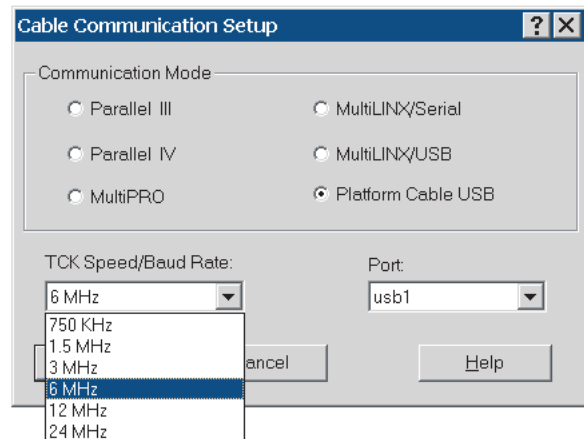 Cable Communication Setup
Communication Mode
Parallel III
MultiLINX/Serial
Parallel IV
MultiLINX/USB
MultiPRO
Platform Cable USB
TCK Speed/Baud Rate:
Port:
6 MHz
usb1
750 KHz
1.5 MHz
3 MHz
6 MHz
12 MHz
24 MHz
ancel
Help